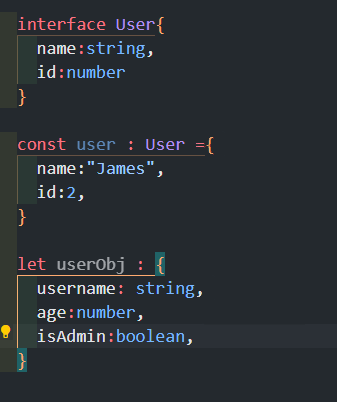 interface User{
name:string,
id:number
}
const user : User ={
name:"James",
id:2,
}
let userObj : {
username: string,
age:number,
isAdmin:boolean,
}